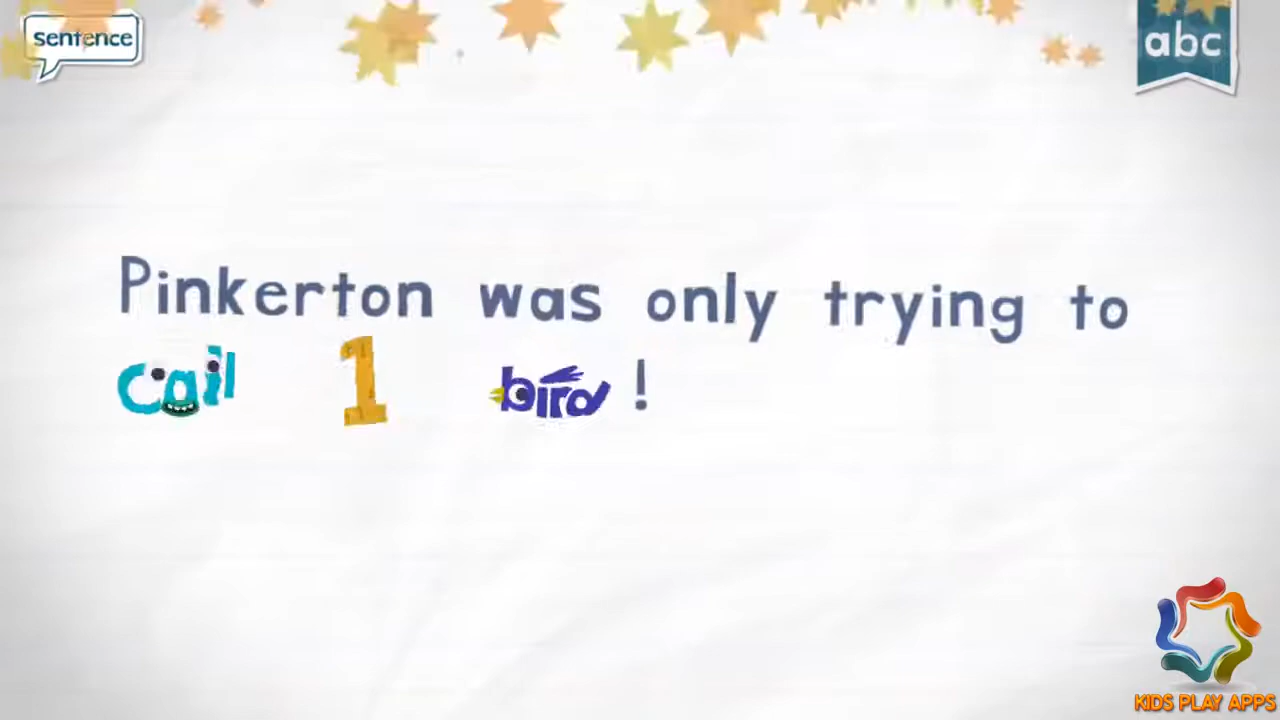 sentence
abc
Pinkerton was only trying to
call 1 bird!
KIDS PLAY APPS